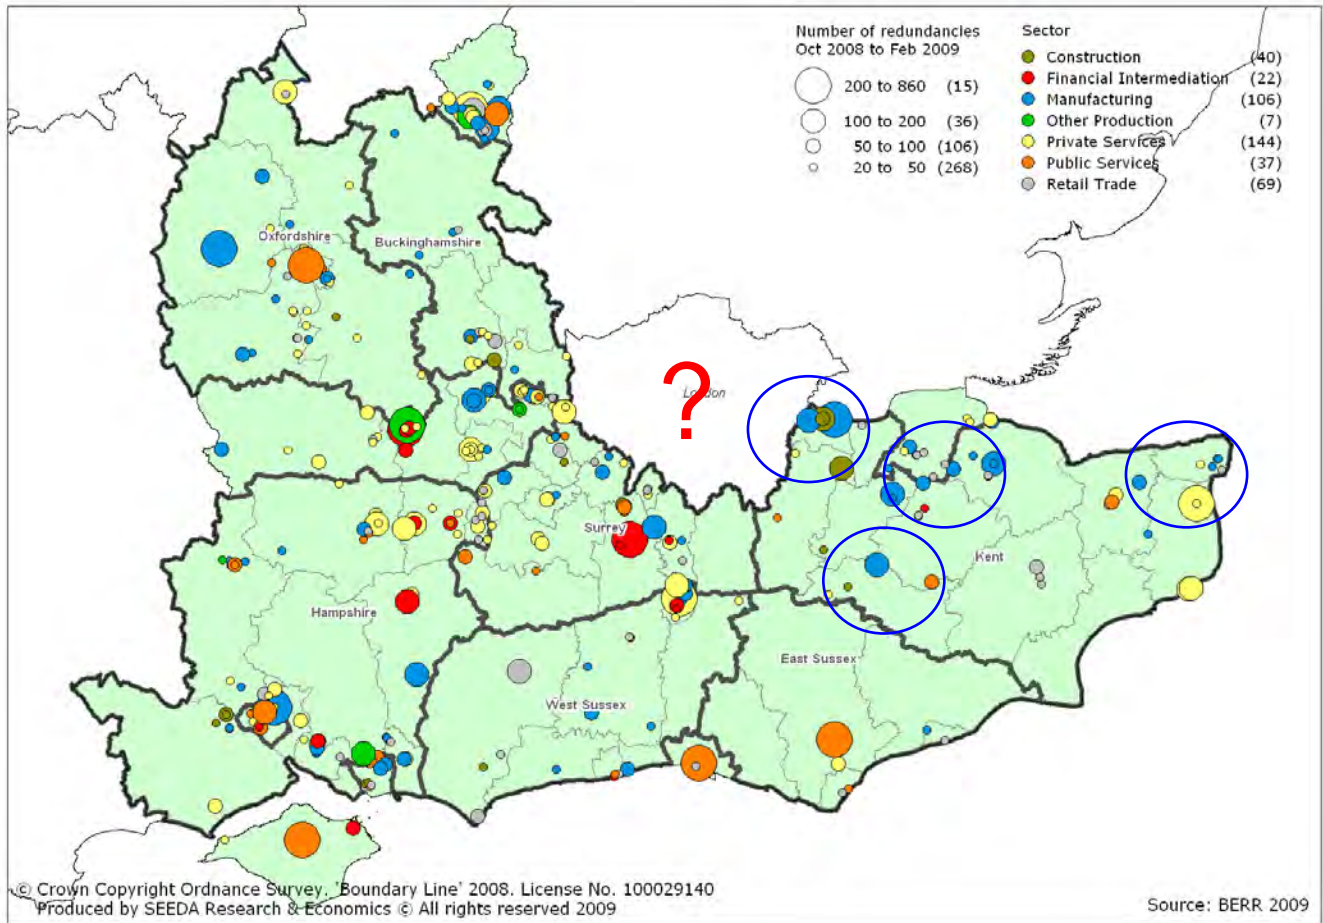 Number of redundancies
Oct 2008 to Feb 2009
200 to 860 (15)
100 to 200 (36)
50 to 100 (106)
20 to 50 (268)
Sector
Construction (40)
Financial Intermediation (22)
Manufacturing (106)
Other Production (7)
Private Services (144)
Public Services (37)
Retail Trade (69)
Oxfordshire
Buckinghamshire
?
London
Surrey
Kent
Hampshire
East Sussex
West Sussex
© Crown Copyright Ordnance Survey. 'Boundary Line' 2008. License No. 100029140
Produced by SEEDA Research & Economics © All rights reserved 2009
Source: BERR 2009